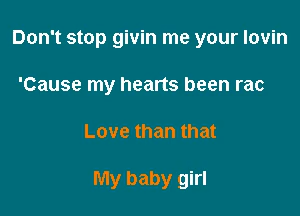 Don't stop givin me your lovin
'Cause my hearts been rac
Love than that
My baby girl